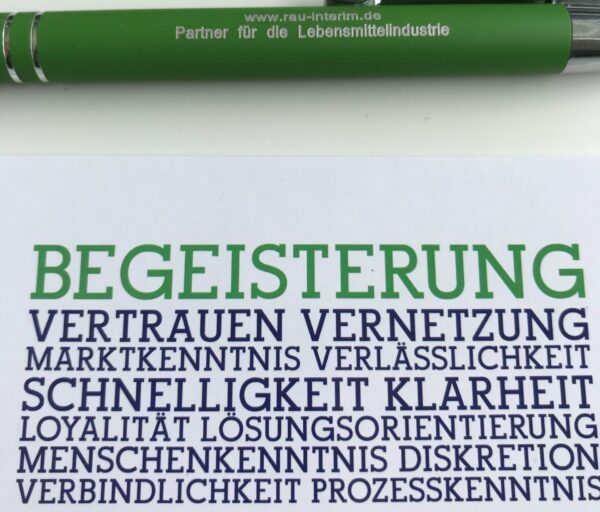 www.rau-interim.de
Partner für die Lebensmittelindustrie
BEGEISTERUNG
VERTRAUEN VERNETZUNG
MARKTKENNTNIS VERLÄSSLICHKEIT
SCHNELLIGKEIT KLARHEIT
LOYALITÄT LÖSUNGSORIENTIERUNG
MENSCHENKENNTNIS DISKRETION
VERBINDLICHKEIT PROZESSKENNTNIS